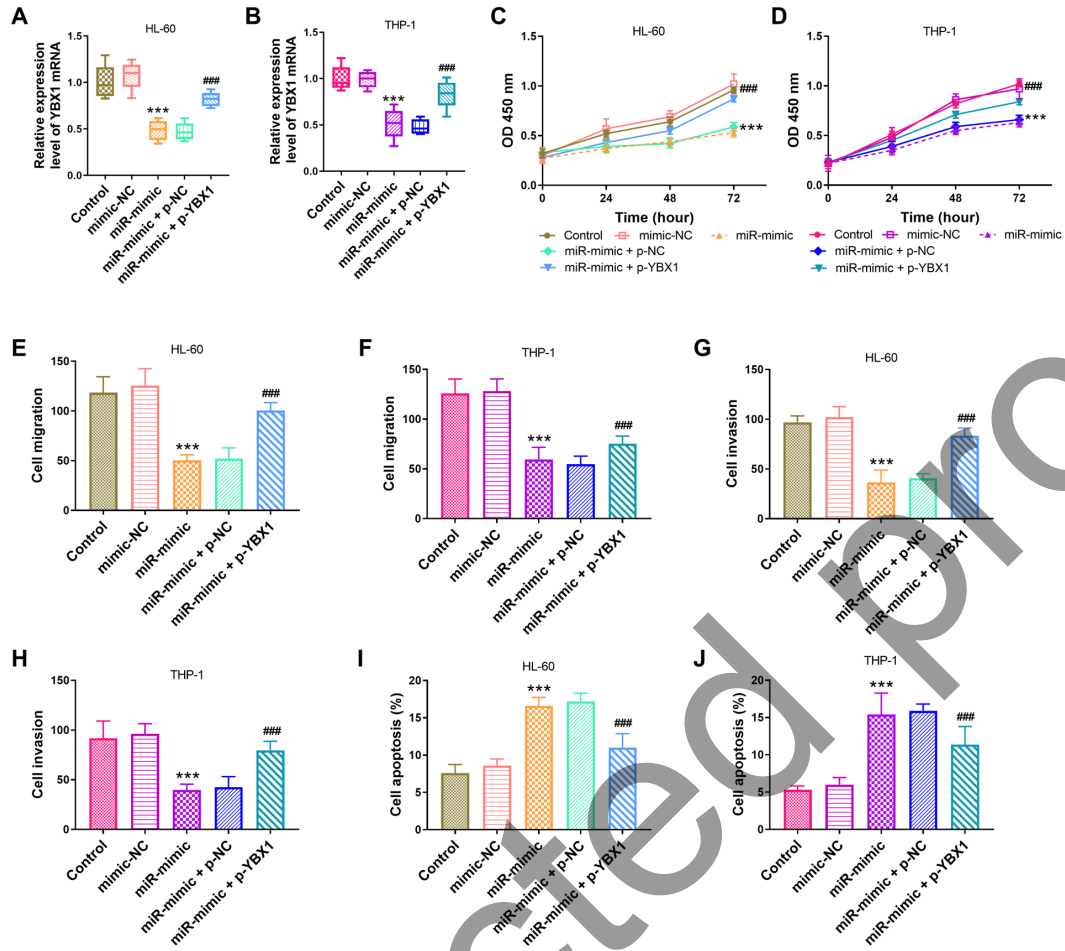 A
HL-60
Relative expression
level of YBX1 mRNA
1.5
1.0
0.5
0.0
***
###
Control
mimic-NC
miR-mimic
miR-mimic + p-NC
miR-mimic + p-YBX1
B
THP-1
Relative expression
level of YBX1 mRNA
1.5
1.0
0.5
0.0
***
###
Control
mimic-NC
miR-mimic
miR-mimic + p-NC
miR-mimic + p-YBX1
C
HL-60
OD 450 nm
1.5
1.0
0.5
0.0
###
***
0 24 48 72
Time (hour)
Control mimic-NC miR-mimic
miR-mimic + p-NC
miR-mimic + p-YBX1
D
THP-1
OD 450 nm
1.5
1.0
0.5
0.0
###
***
0 24 48 72
Time (hour)
Control mimic-NC miR-mimic
miR-mimic + p-NC
miR-mimic + p-YBX1
E
HL-60
Cell migration
150
100
50
0
***
###
Control
mimic-NC
miR-mimic
miR-mimic + p-NC
miR-mimic + p-YBX1
F
THP-1
Cell migration
150
100
50
0
***
###
Control
mimic-NC
miR-mimic
miR-mimic + p-NC
miR-mimic + p-YBX1
G
HL-60
Cell invasion
150
100
50
0
***
###
Control
mimic-NC
miR-mimic
miR-mimic + p-NC
miR-mimic + p-YBX1
H
THP-1
Cell invasion
150
100
50
0
***
###
Control
mimic-NC
miR-mimic
miR-mimic + p-NC
miR-mimic + p-YBX1
I
HL-60
Cell apoptosis (%)
20
15
10
5
0
***
###
Control
mimic-NC
miR-mimic
miR-mimic + p-NC
miR-mimic + p-YBX1
J
THP-1
Cell apoptosis (%)
20
15
10
5
0
***
###
Control
mimic-NC
miR-mimic
miR-mimic + p-NC
miR-mimic + p-YBX1
cted pro